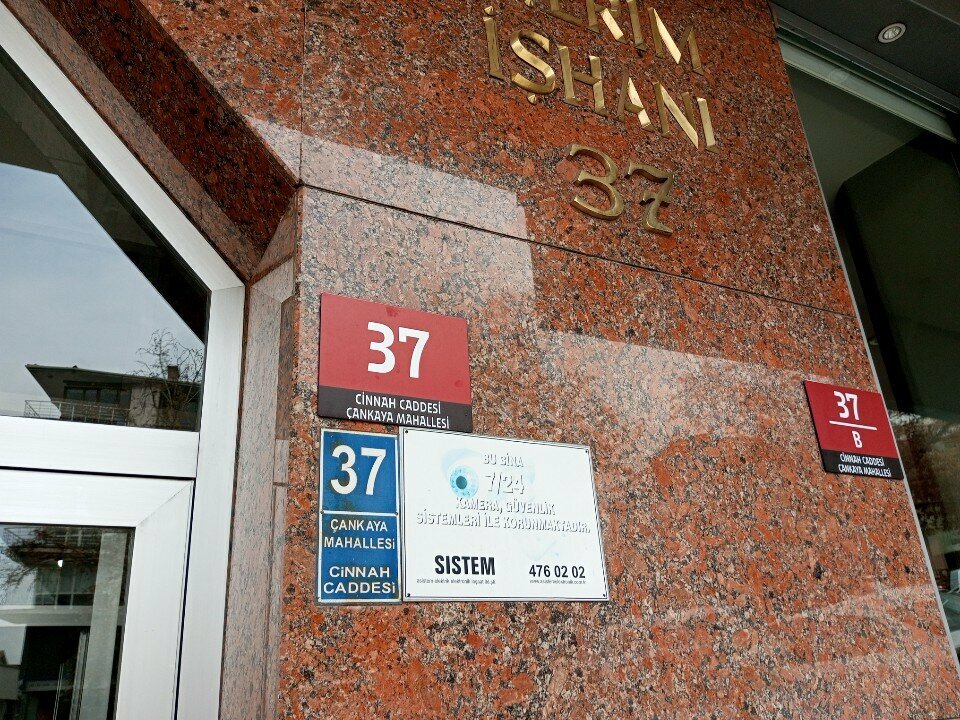 İŞHANI
37
37
CİNNAH CADDESİ
ÇANKAYA MAHALLESİ
37
ÇANKAYA
MAHALLESİ
CİNNAH
CADDESİ
BU BİNA
7/24
KAMERA, GÜVENLİK
SİSTEMLERİ İLE KORUNMAKTADIR.
SISTEM
476 02 02
37
B
CİNNAH CADDESİ
ÇANKAYA MAHALLESİ